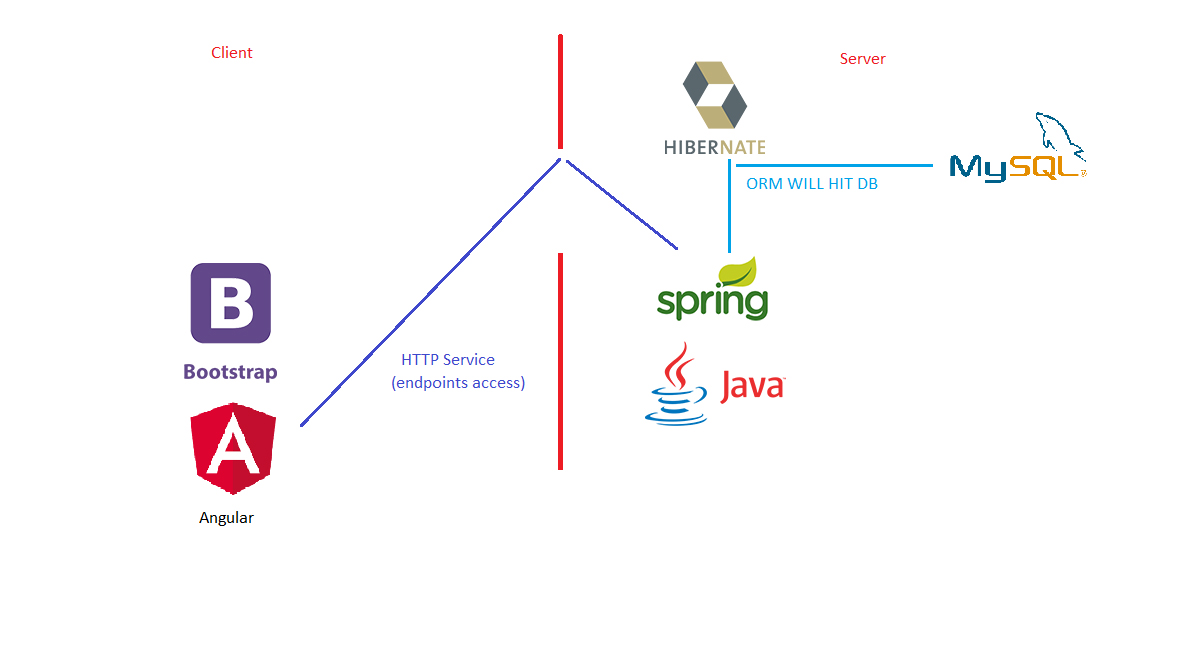 Client
Server
HIBERNATE
MySQL
ORM WILL HIT DB
spring
B
Bootstrap
HTTP Service
(endpoints access)
Java
A
Angular